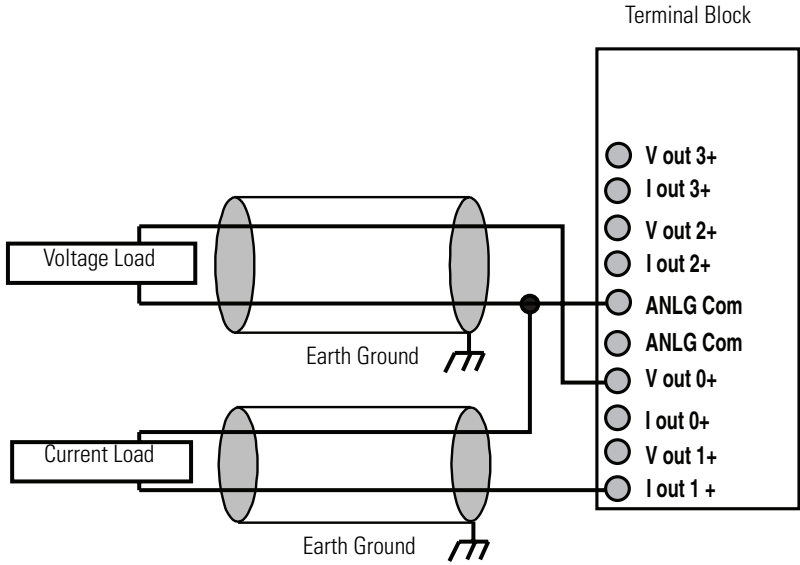 Terminal Block
V out 3+
I out 3+
V out 2+
I out 2+
ANLG Com
ANLG Com
V out 0+
I out 0+
V out 1+
I out 1 +
Voltage Load
Earth Ground
Current Load
Earth Ground